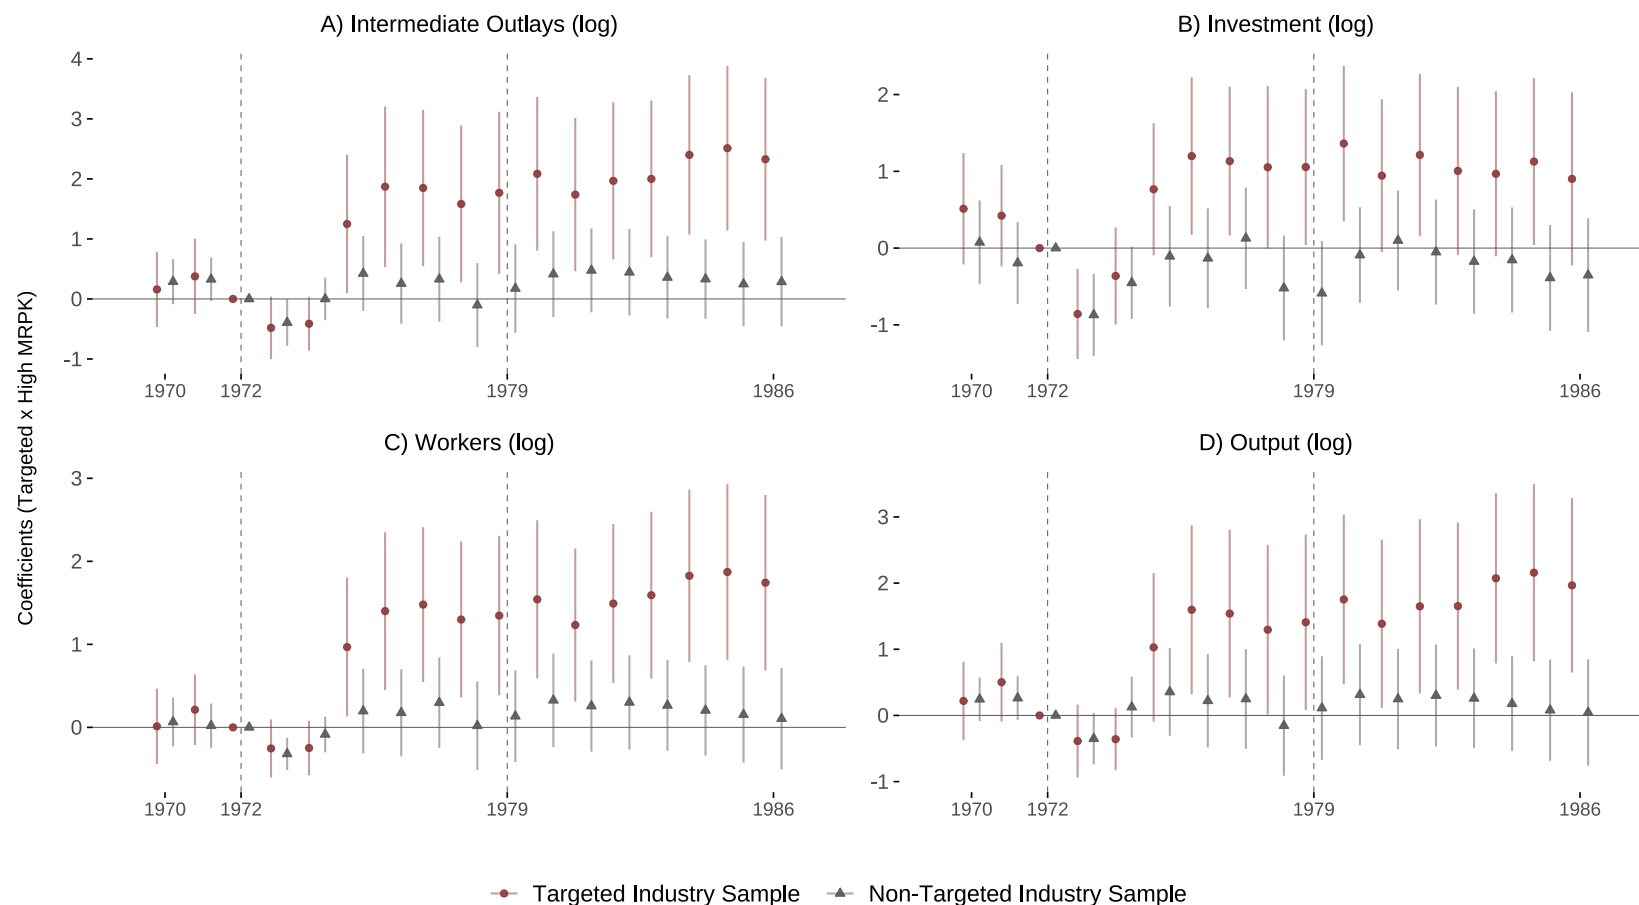 A) Intermediate Outlays (log)
4
3
2
1
0
-1
1970 1972 1979 1986
B) Investment (log)
2
1
0
-1
1970 1972 1979 1986
Coefficients (Targeted x High MRPK)
C) Workers (log)
3
2
1
0
1970 1972 1979 1986
D) Output (log)
3
2
1
0
-1
1970 1972 1979 1986
Targeted Industry Sample Non-Targeted Industry Sample